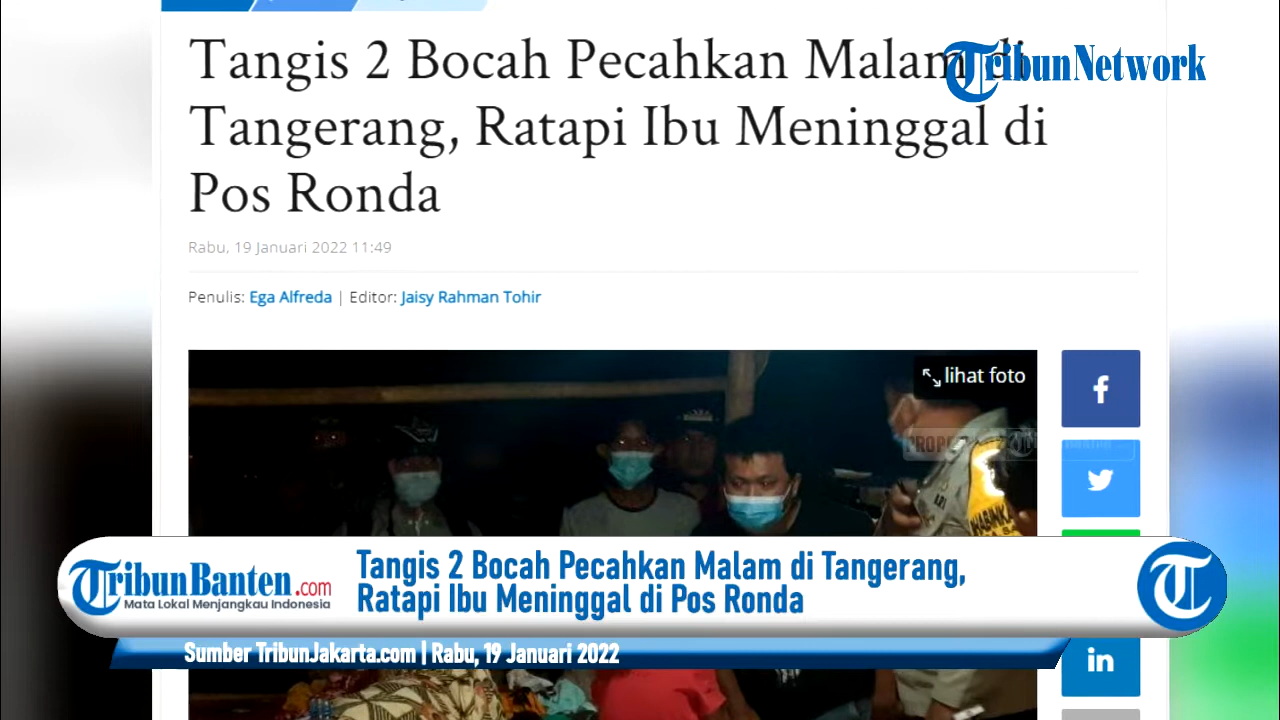 Tangis 2 Bocah Pecahkan Malam di
TribunNetwork
Tangerang, Ratapi Ibu Meninggal di
Pos Ronda
Rabu, 19 Januari 2022 11:49
Penulis: Ega Alfreda | Editor: Jaisy Rahman Tohir
lihat foto
TribunBanten.com
Mata Lokal Menjangkau Indonesia
Tangis 2 Bocah Pecahkan Malam di Tangerang,
Ratapi Ibu Meninggal di Pos Ronda
T
Sumber TribunJakarta.com | Rabu, 19 Januari 2022
f
in